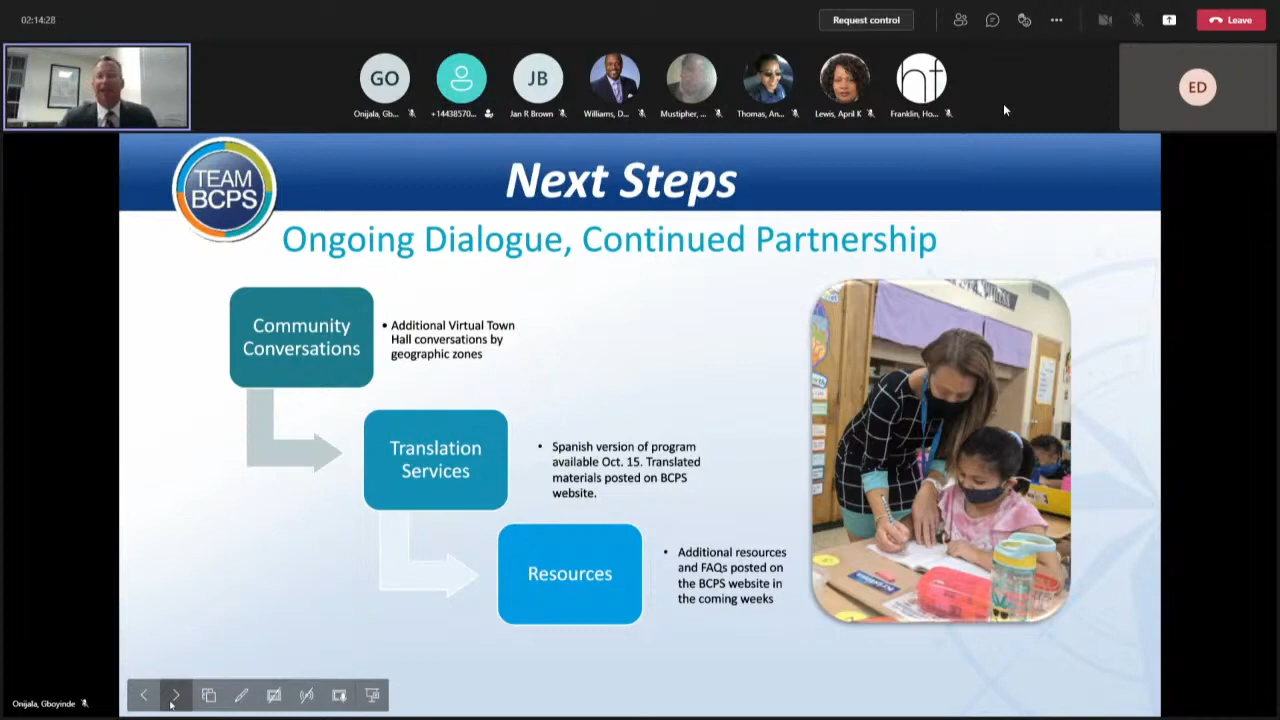 02:14:28
Request control
Leave
GO
JB
ht
ED
Onijala, Gb...
+14438570...
Jan R Brown
Williams, D...
Mustipher, ...
Thomas, An...
Lewis, April K
Franklin, Ho...
TEAM
BCPS
Next Steps
Ongoing Dialogue, Continued Partnership
Community
Conversations
• Additional Virtual Town
Hall conversations by
geographic zones
Translation
Services
• Spanish version of program
available Oct. 15. Translated
materials posted on BCPS
website.
Resources
• Additional resources
and FAQs posted on
the BCPS website in
the coming weeks
Onijala, Gboyinde